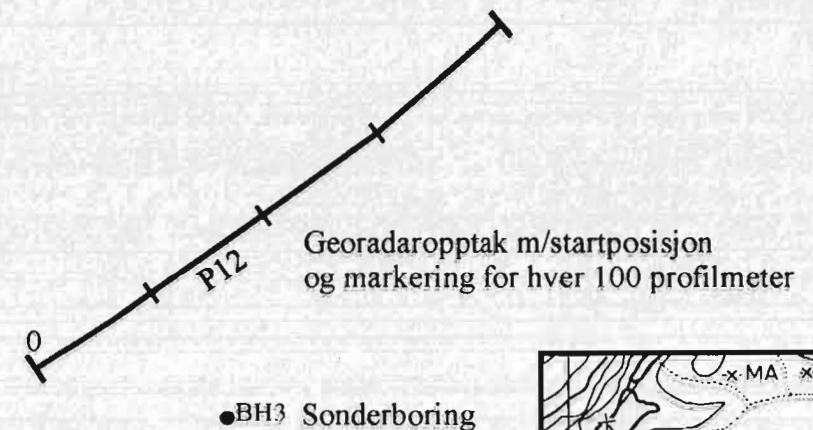 Georadaropptak m/startposisjon
og markering for hver 100 profilmeter
P12
0
BH3 Sonderboring
MA